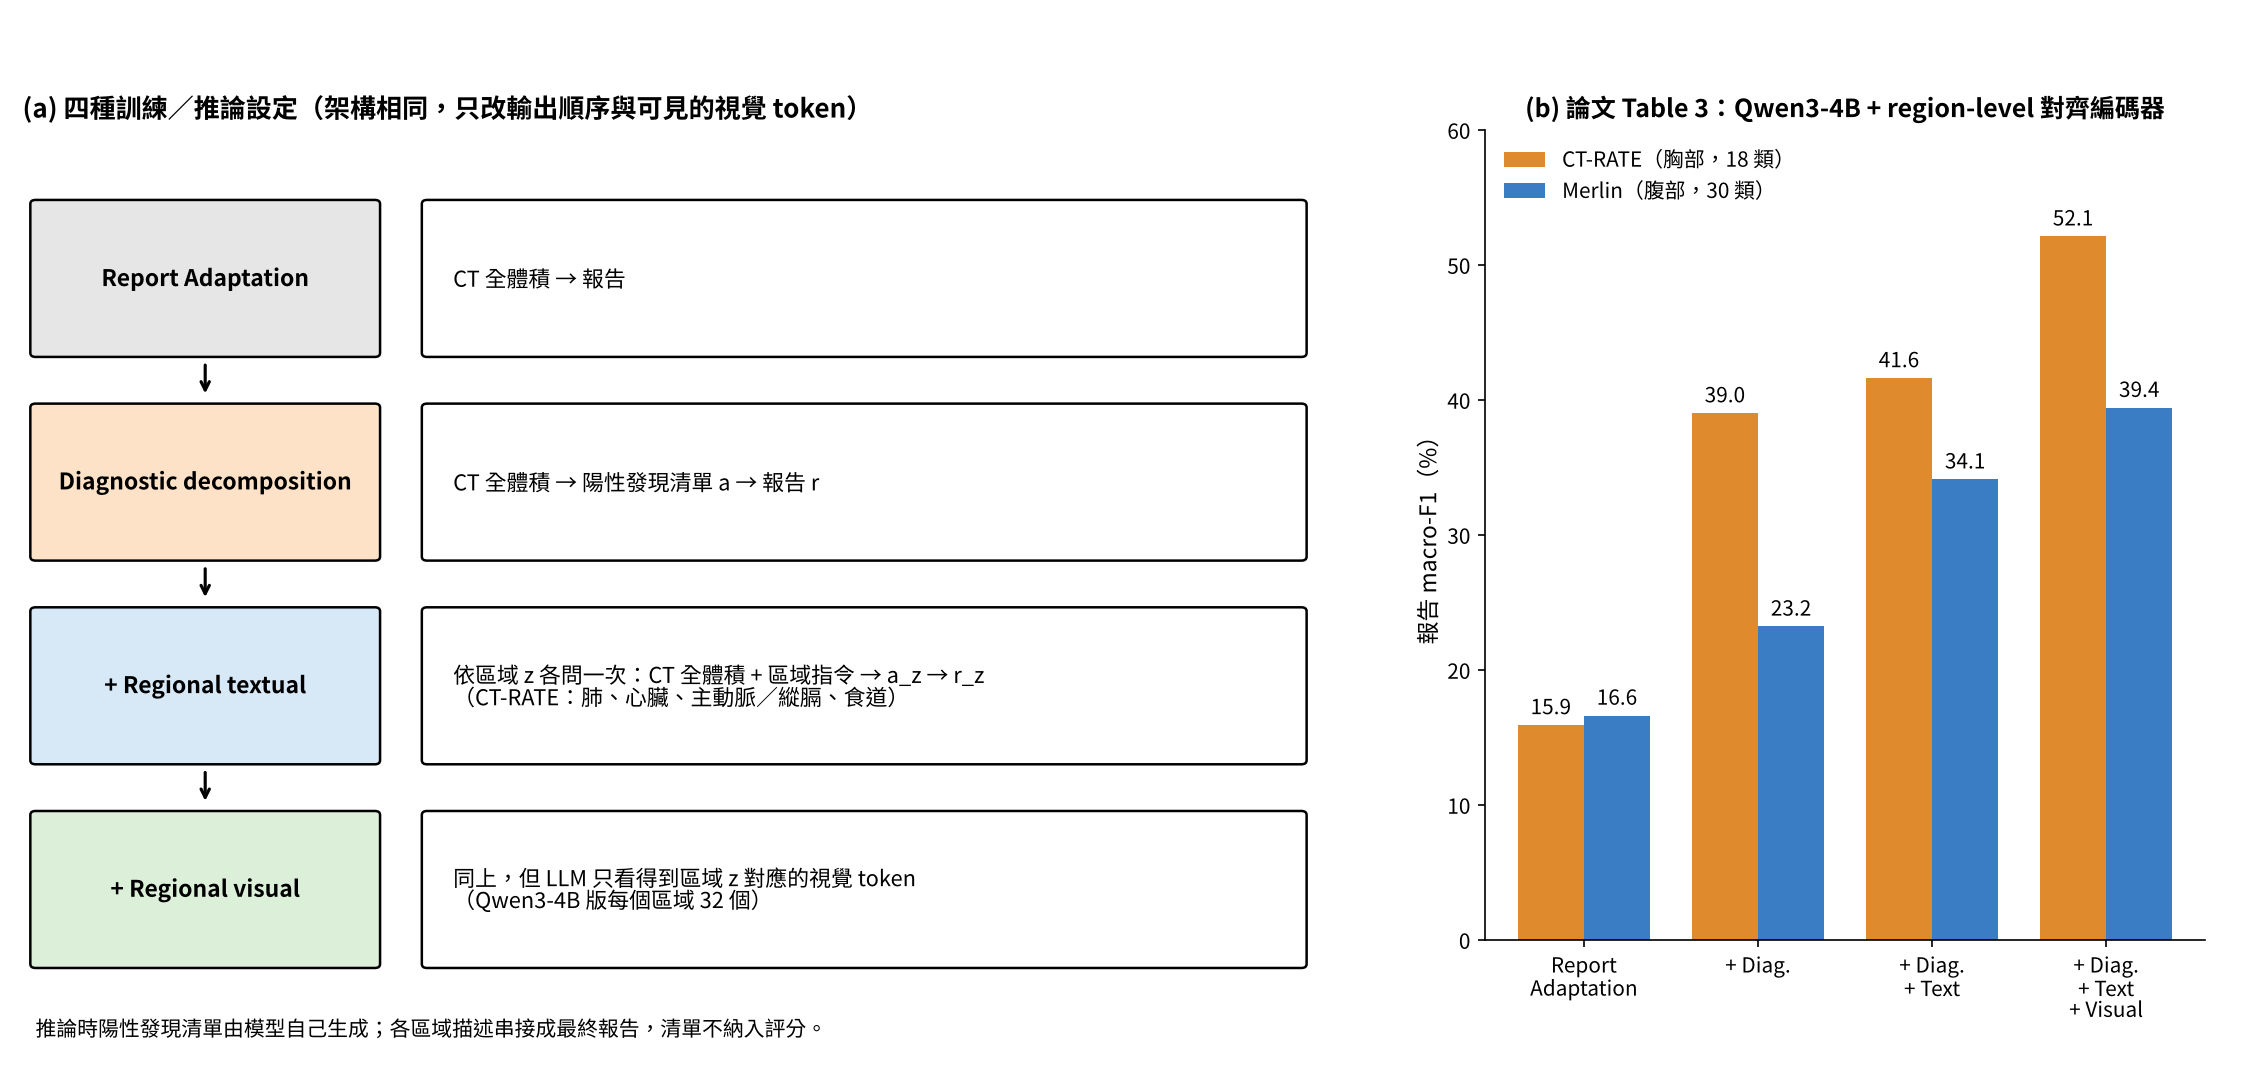 (a) 四種訓練／推論設定（架構相同，只改輸出順序與可見的視覺 token）
Report Adaptation
CT 全體積 → 報告
Diagnostic decomposition
CT 全體積 → 陽性發現清單 a → 報告 r
+ Regional textual
依區域 z 各問一次：CT 全體積 + 區域指令 → a_z → r_z
（CT-RATE：肺、心臟、主動脈／縱膈、食道）
+ Regional visual
同上，但 LLM 只看得到區域 z 對應的視覺 token
（Qwen3-4B 版每個區域 32 個）
推論時陽性發現清單由模型自己生成；各區域描述串接成最終報告，清單不納入評分。
(b) 論文 Table 3：Qwen3-4B + region-level 對齊編碼器
CT-RATE（胸部，18 類）
Merlin（腹部，30 類）
報告 macro-F1（%）
60
50
40
30
20
10
0
15.9
16.6
39.0
23.2
41.6
34.1
52.1
39.4
Report
Adaptation
+ Diag.
+ Diag.
+ Text
+ Diag.
+ Text
+ Visual